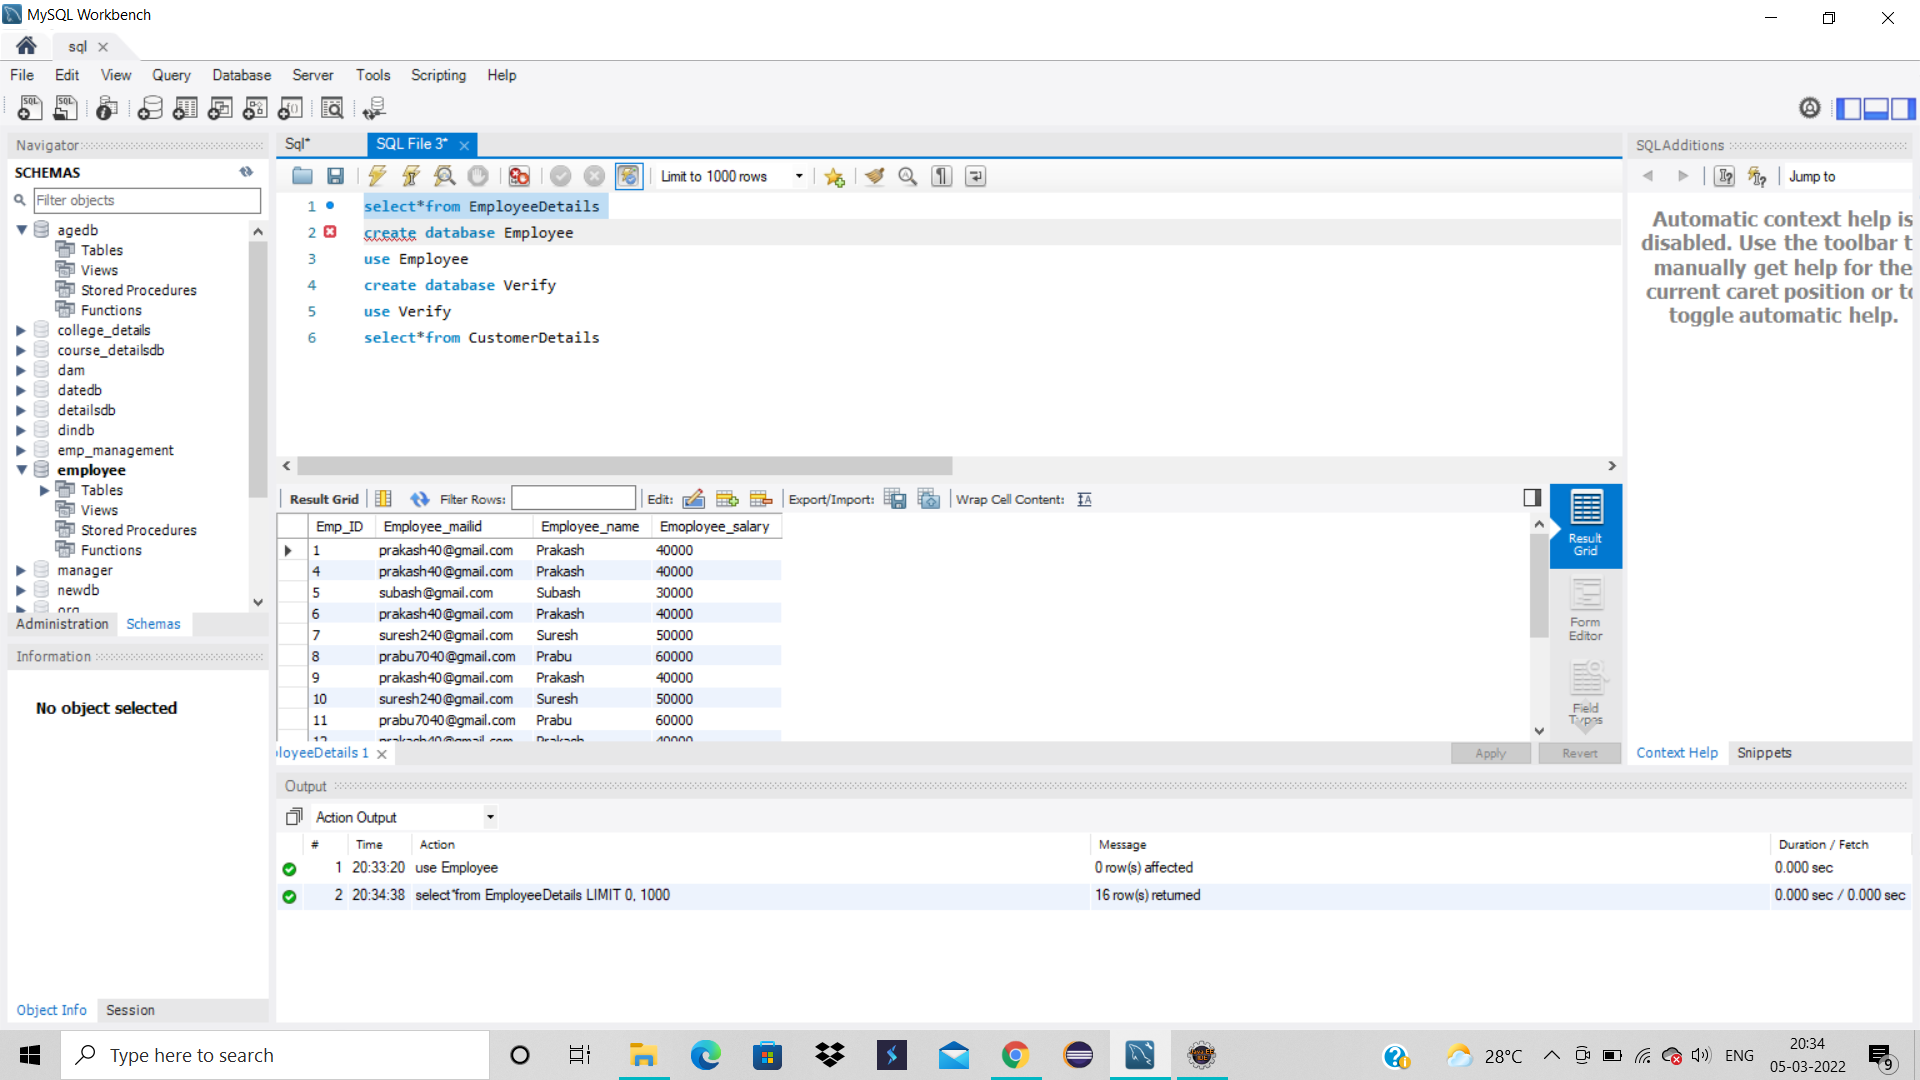 MySQL Workbench
sql
File Edit View Query Database Server Tools Scripting Help
Navigator
SCHEMAS
Filter objects
agedb
Tables
Views
Stored Procedures
Functions
college_details
course_detailsdb
dam
datedb
detailsdb
dindb
emp_management
employee
Tables
Views
Stored Procedures
Functions
manager
newdb
org
Administration Schemas
Information
No object selected
Object Info Session
Sql* SQL File 3*
Limit to 1000 rows
1 select*from EmployeeDetails
2 create database Employee
3 use Employee
4 create database Verify
5 use Verify
6 select*from CustomerDetails
Result Grid Filter Rows: Edit: Export/Import: Wrap Cell Content:
Emp_ID Employee_mailid Employee_name Emoployee_salary
1 prakash40@gmail.com Prakash 40000
4 prakash40@gmail.com Prakash 40000
5 subash@gmail.com Subash 30000
6 prakash40@gmail.com Prakash 40000
7 suresh240@gmail.com Suresh 50000
8 prabu7040@gmail.com Prabu 60000
9 prakash40@gmail.com Prakash 40000
10 suresh240@gmail.com Suresh 50000
11 prabu7040@gmail.com Prabu 60000
12 prakash40@gmail.com Prakash 40000
Result
Grid
Form
Editor
Field
Types
loyeeDetails 1
Apply Revert
SQLAdditions
Jump to
Automatic context help is
disabled. Use the toolbar t
manually get help for the
current caret position or to
toggle automatic help.
Context Help Snippets
Output
Action Output
# Time Action Message Duration / Fetch
1 20:33:20 use Employee 0 row(s) affected 0.000 sec
2 20:34:38 select*from EmployeeDetails LIMIT 0, 1000 16 row(s) returned 0.000 sec / 0.000 sec
Type here to search
28°C
ENG
20:34
05-03-2022
9